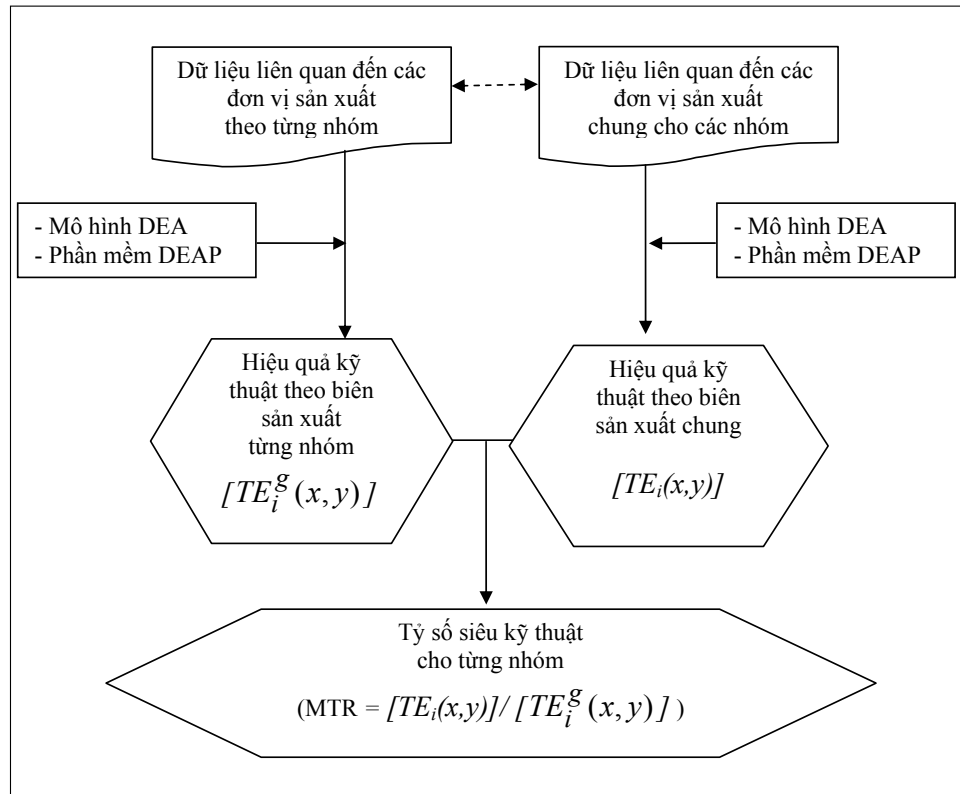 Dữ liệu liên quan đến các
đơn vị sản xuất
theo từng nhóm
Dữ liệu liên quan đến các
đơn vị sản xuất
chung cho các nhóm
- Mô hình DEA
- Phần mềm DEAP
- Mô hình DEA
- Phần mềm DEAP
Hiệu quả kỹ
thuật theo biên
sản xuất
từng nhóm
[TE_i^g (x, y)]
Hiệu quả kỹ
thuật theo biên
sản xuất chung
[TE_i(x,y)]
Tỷ số siêu kỹ thuật
cho từng nhóm
(MTR = [TE_i(x,y)]/ [TE_i^g (x, y)] )